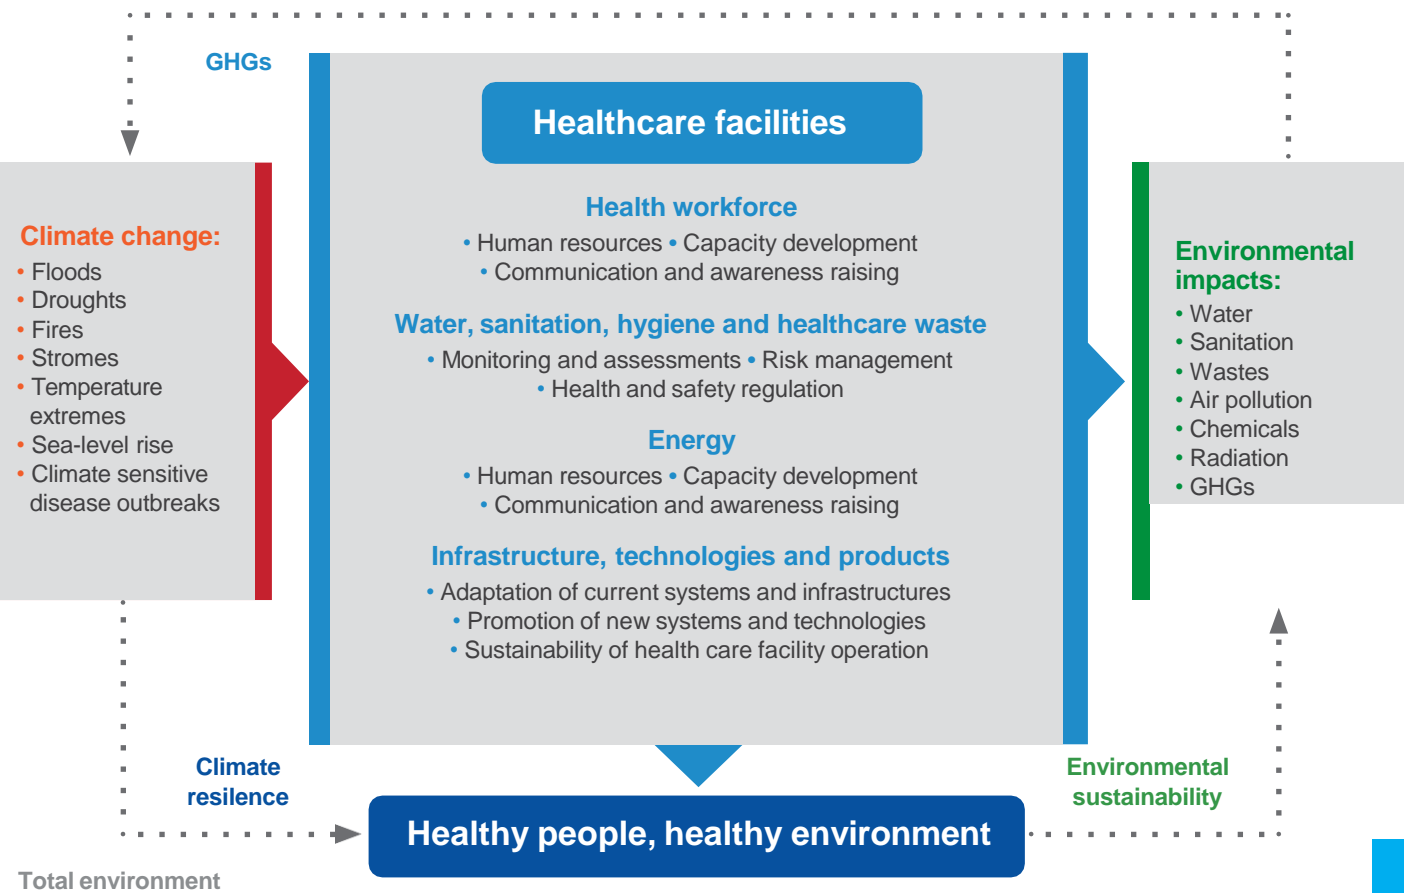 GHGs
Healthcare facilities
Climate change:
• Floods
• Droughts
• Fires
• Stromes
• Temperature
extremes
• Sea-level rise
• Climate sensitive
disease outbreaks
Health workforce
• Human resources • Capacity development
• Communication and awareness raising
Water, sanitation, hygiene and healthcare waste
• Monitoring and assessments • Risk management
• Health and safety regulation
Energy
• Human resources • Capacity development
• Communication and awareness raising
Infrastructure, technologies and products
• Adaptation of current systems and infrastructures
• Promotion of new systems and technologies
• Sustainability of health care facility operation
Environmental
impacts:
• Water
• Sanitation
• Wastes
• Air pollution
• Chemicals
• Radiation
• GHGs
Climate
resilence
Healthy people, healthy environment
Environmental
sustainability
Total environment